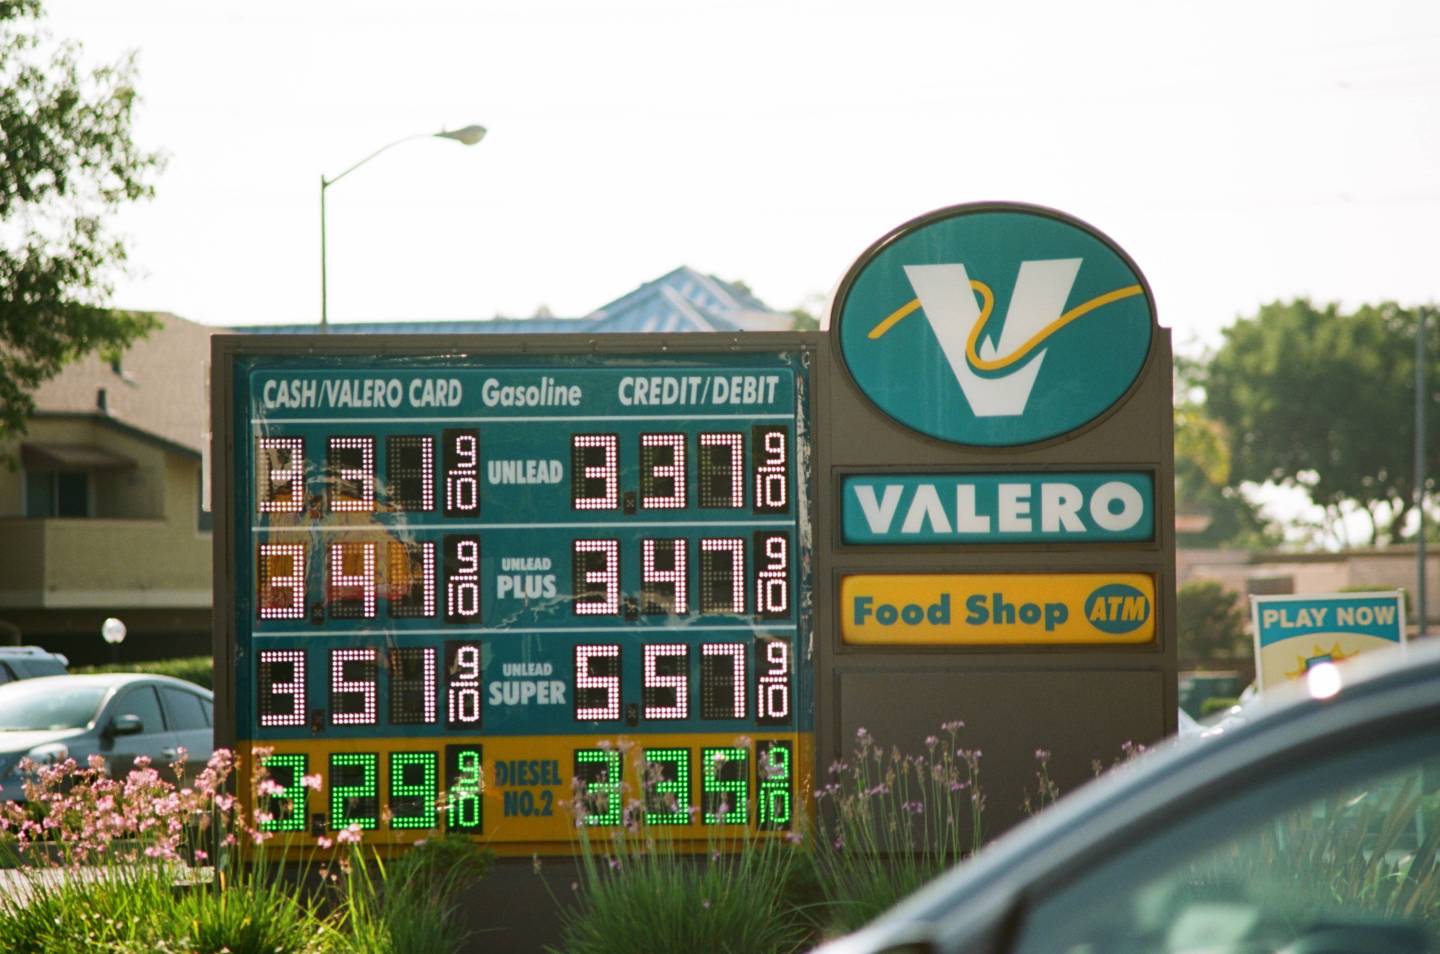 CASH/VALERO CARD Gasoline CREDIT/DEBIT
3.31 9/10 UNLEAD 3.37 9/10
3.41 9/10 UNLEAD PLUS 3.47 9/10
3.51 9/10 UNLEAD SUPER 5.57 9/10
3.29 9/10 DIESEL NO.2 3.35 9/10
VALERO
Food Shop ATM
PLAY NOW